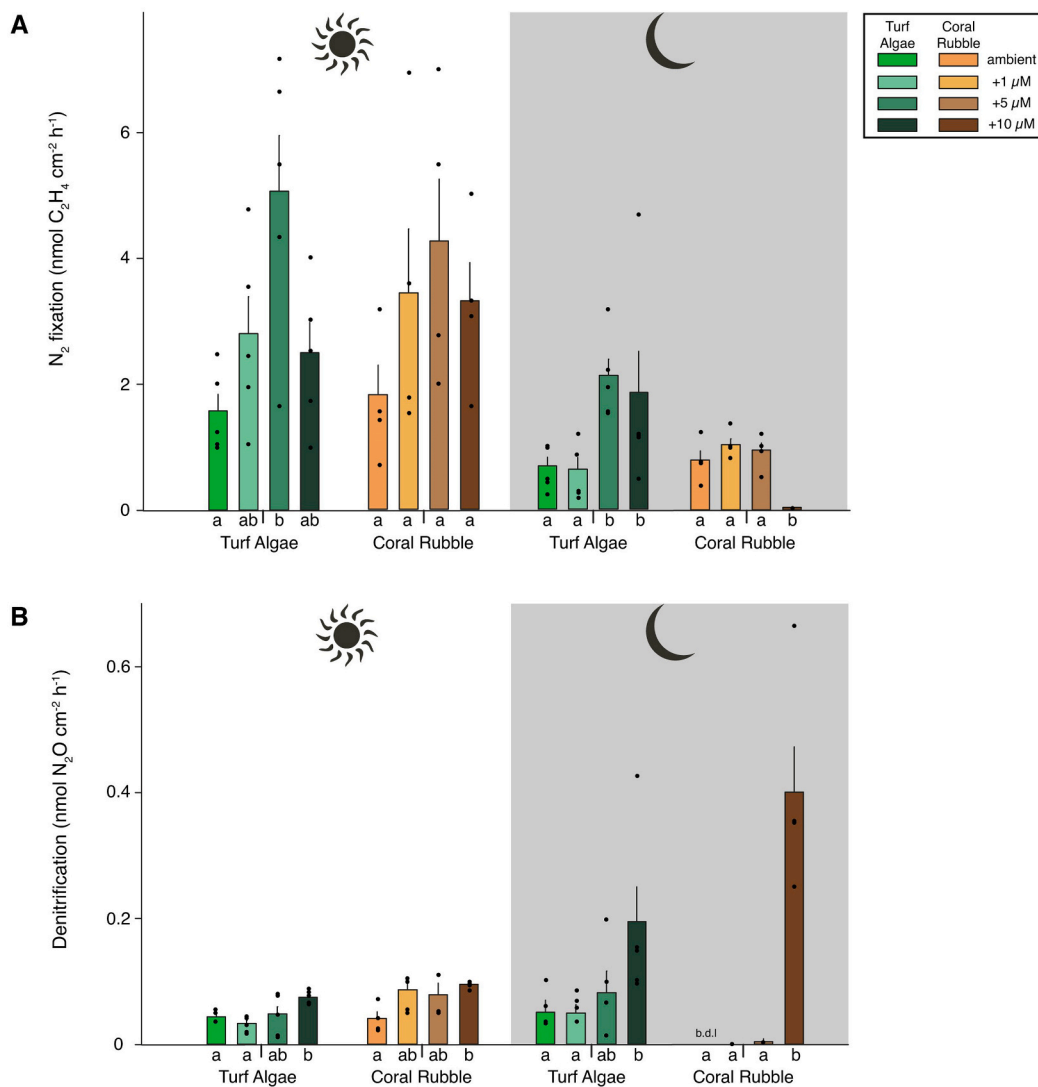 A
Turf Algae
Coral Rubble
ambient
+1 µM
+5 µM
+10 µM
N₂ fixation (nmol C₂H₄ cm⁻² h⁻¹)
6
4
2
0
a ab b ab a a a a a a b b a a a b
Turf Algae Coral Rubble Turf Algae Coral Rubble
B
Denitrification (nmol N₂O cm⁻² h⁻¹)
0.6
0.4
0.2
0
b.d.l
a a ab b a ab ab b a a ab b a a a b
Turf Algae Coral Rubble Turf Algae Coral Rubble